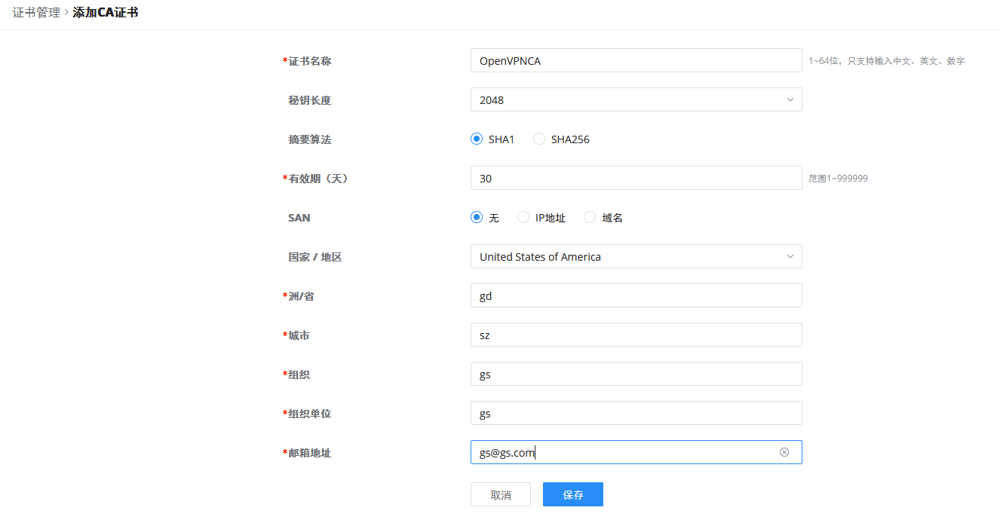 证书管理 > 添加CA证书
*证书名称 OpenVPNCA 1~64位，只支持输入中文、英文、数字
秘钥长度 2048
摘要算法 SHA1 SHA256
*有效期（天） 30 范围1~999999
SAN 无 IP地址 域名
国家 / 地区 United States of America
*洲/省 gd
*城市 sz
*组织 gs
*组织单位 gs
*邮箱地址 gs@gs.com
取消 保存